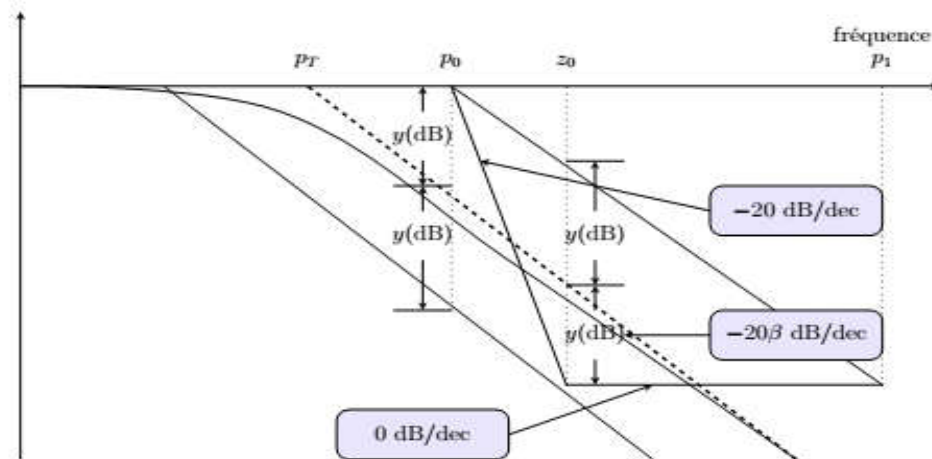 fréquence
p_T p_0 z_0 p_1
y(dB)
−20 dB/dec
y(dB) y(dB)
y(dB) −20β dB/dec
0 dB/dec